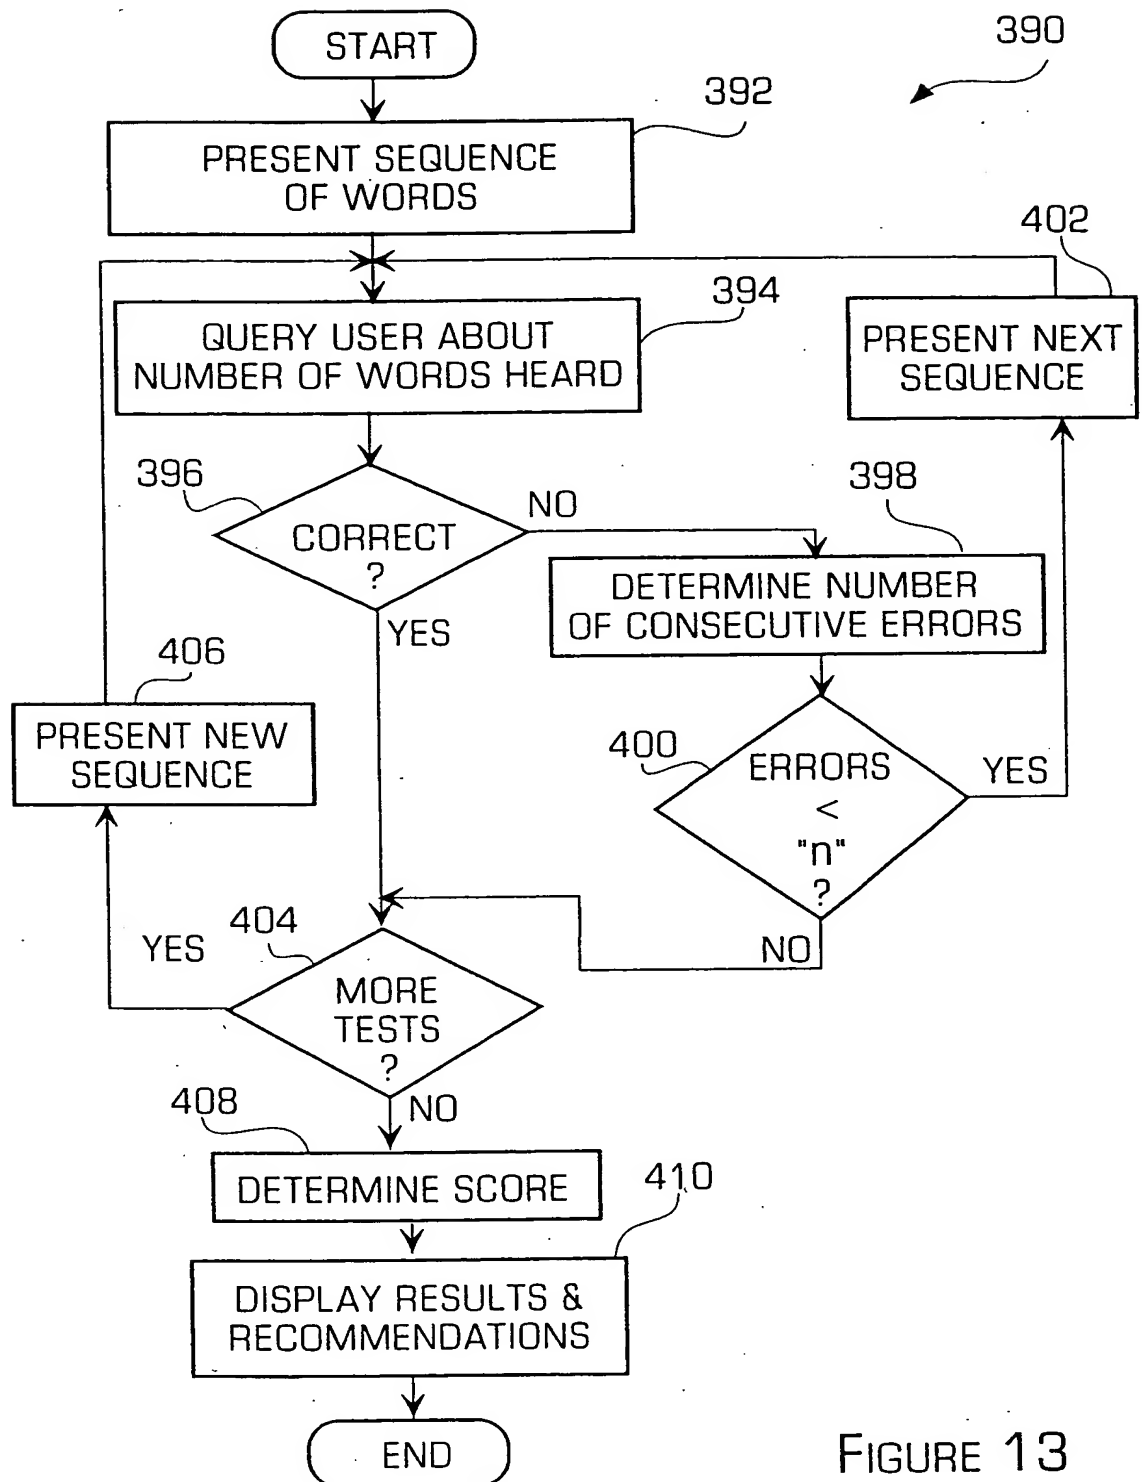 START
390
392
PRESENT SEQUENCE
OF WORDS
402
394
QUERY USER ABOUT
NUMBER OF WORDS HEARD
PRESENT NEXT
SEQUENCE
396
NO
398
CORRECT
?
DETERMINE NUMBER
OF CONSECUTIVE ERRORS
YES
406
PRESENT NEW
SEQUENCE
400
ERRORS
<
"n"
?
YES
404
YES
NO
MORE
TESTS
?
408
NO
DETERMINE SCORE
410
DISPLAY RESULTS &
RECOMMENDATIONS
END
FIGURE 13